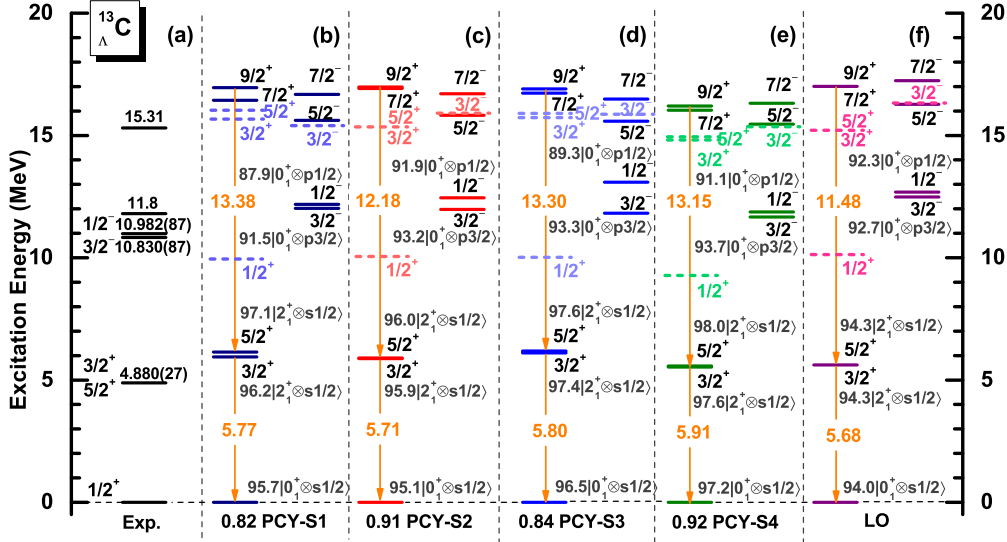 20
15
10
5
0
Excitation Energy (MeV)
20
15
10
5
0
13
ΛC
(a)
15.31
11.8
1/2⁻ 10.982(87)
3/2⁻ 10.830(87)
3/2⁺ 4.880(27)
5/2⁺
1/2⁺
Exp.
(b)
9/2⁺ 7/2⁻
7/2⁺
5/2⁺ 5/2⁻
3/2⁺ 3/2⁻
87.9|0₁⁺⊗p1/2⟩
13.38 1/2⁻
3/2⁻
91.5|0₁⁺⊗p3/2⟩
1/2⁺
97.1|2₁⁺⊗s1/2⟩
5/2⁺
3/2⁺
96.2|2₁⁺⊗s1/2⟩
5.77
95.7|0₁⁺⊗s1/2⟩
0.82 PCY-S1
(c)
9/2⁺ 7/2⁻
7/2⁺ 3/2⁻
5/2⁺ 5/2⁻
3/2⁺
91.9|0₁⁺⊗p1/2⟩
12.18 1/2⁻
3/2⁻
93.2|0₁⁺⊗p3/2⟩
1/2⁺
96.0|2₁⁺⊗s1/2⟩
5/2⁺
3/2⁺
95.9|2₁⁺⊗s1/2⟩
5.71
95.1|0₁⁺⊗s1/2⟩
0.91 PCY-S2
(d)
9/2⁺ 7/2⁻
7/2⁺ 5/2⁺ 3/2⁻
3/2⁺ 5/2⁻
89.3|0₁⁺⊗p1/2⟩
13.30 1/2⁻
3/2⁻
93.3|0₁⁺⊗p3/2⟩
1/2⁺
97.6|2₁⁺⊗s1/2⟩
5/2⁺
3/2⁺
97.4|2₁⁺⊗s1/2⟩
5.80
96.5|0₁⁺⊗s1/2⟩
0.84 PCY-S3
(e)
9/2⁺ 7/2⁻
7/2⁺ 5/2⁻
5/2⁺ 3/2⁻
3/2⁺
91.1|0₁⁺⊗p1/2⟩
13.15 1/2⁻
3/2⁻
93.7|0₁⁺⊗p3/2⟩
1/2⁺
98.0|2₁⁺⊗s1/2⟩
5/2⁺
3/2⁺
97.6|2₁⁺⊗s1/2⟩
5.91
97.2|0₁⁺⊗s1/2⟩
0.92 PCY-S4
(f)
9/2⁺ 7/2⁻
7/2⁺ 3/2⁻
5/2⁺ 5/2⁻
3/2⁺
92.3|0₁⁺⊗p1/2⟩
11.48 1/2⁻
3/2⁻
92.7|0₁⁺⊗p3/2⟩
1/2⁺
94.3|2₁⁺⊗s1/2⟩
5/2⁺
3/2⁺
94.3|2₁⁺⊗s1/2⟩
5.68
94.0|0₁⁺⊗s1/2⟩
LO